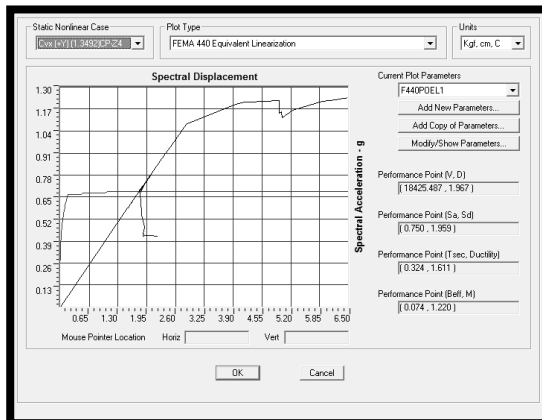 Static Nonlinear Case
Cvx (+Y) (1.3492)CP-Z4
Plot Type
FEMA 440 Equivalent Linearization
Units
Kgf, cm, C
Spectral Displacement
1.30
1.17
1.04
0.91
0.78
0.65
0.52
0.39
0.26
0.13
0.65 1.30 1.95 2.60 3.25 3.90 4.55 5.20 5.85 6.50
Spectral Acceleration - g
Mouse Pointer Location Horiz Vert
Current Plot Parameters
F440POEL1
Add New Parameters...
Add Copy of Parameters...
Modify/Show Parameters...
Performance Point (V, D)
( 18425.487 , 1.967 )
Performance Point (Sa, Sd)
( 0.750 , 1.959 )
Performance Point (Tsec, Ductility)
( 0.324 , 1.611 )
Performance Point (Beff, M)
( 0.074 , 1.220 )
OK Cancel